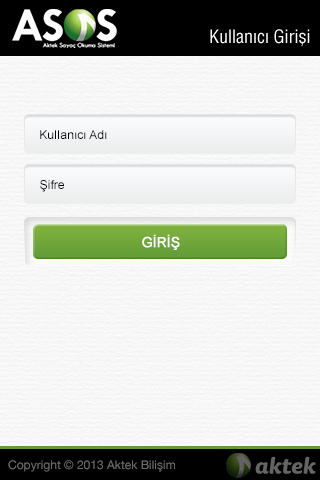 ASOS
Aktek Sayaç Okuma Sistemi
Kullanıcı Girişi
Kullanıcı Adı
Şifre
GİRİŞ
Copyright © 2013 Aktek Bilişim
aktek